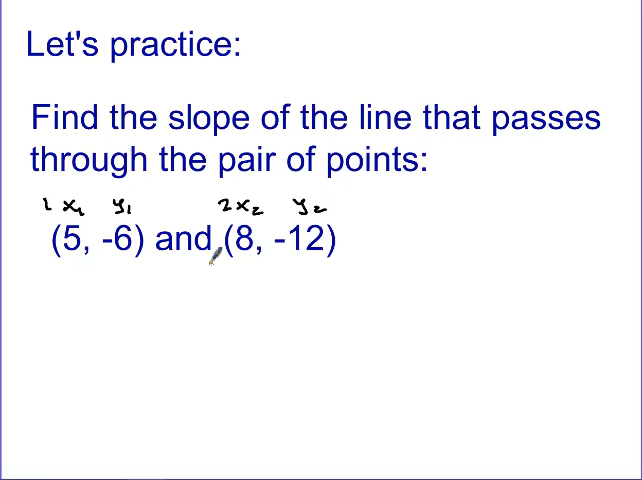 Let's practice:
Find the slope of the line that passes
through the pair of points:
1 x₁ y₁ 2 x₂ y₂
(5, -6) and (8, -12)